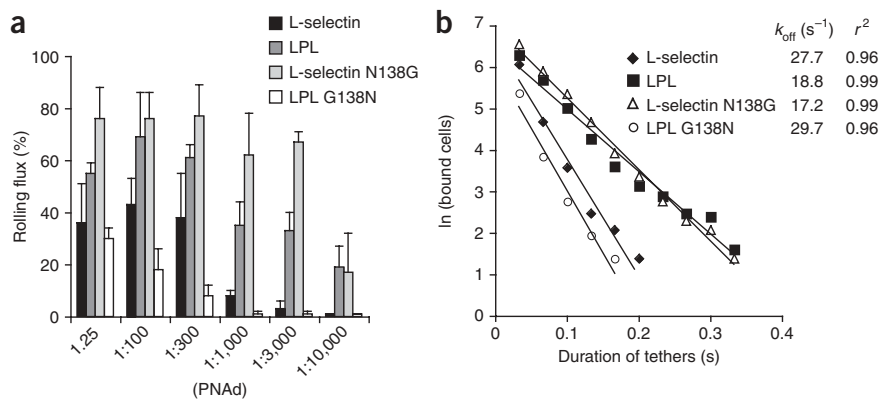 a
L-selectin
LPL
L-selectin N138G
LPL G138N
100
80
60
40
20
0
Rolling flux (%)
1:25
1:100
1:300
1:1,000
1:3,000
1:10,000
(PNAd)
b
k_off (s⁻¹) r²
L-selectin 27.7 0.96
LPL 18.8 0.99
L-selectin N138G 17.2 0.99
LPL G138N 29.7 0.96
7
6
5
4
3
2
1
0
ln (bound cells)
0 0.1 0.2 0.3 0.4
Duration of tethers (s)